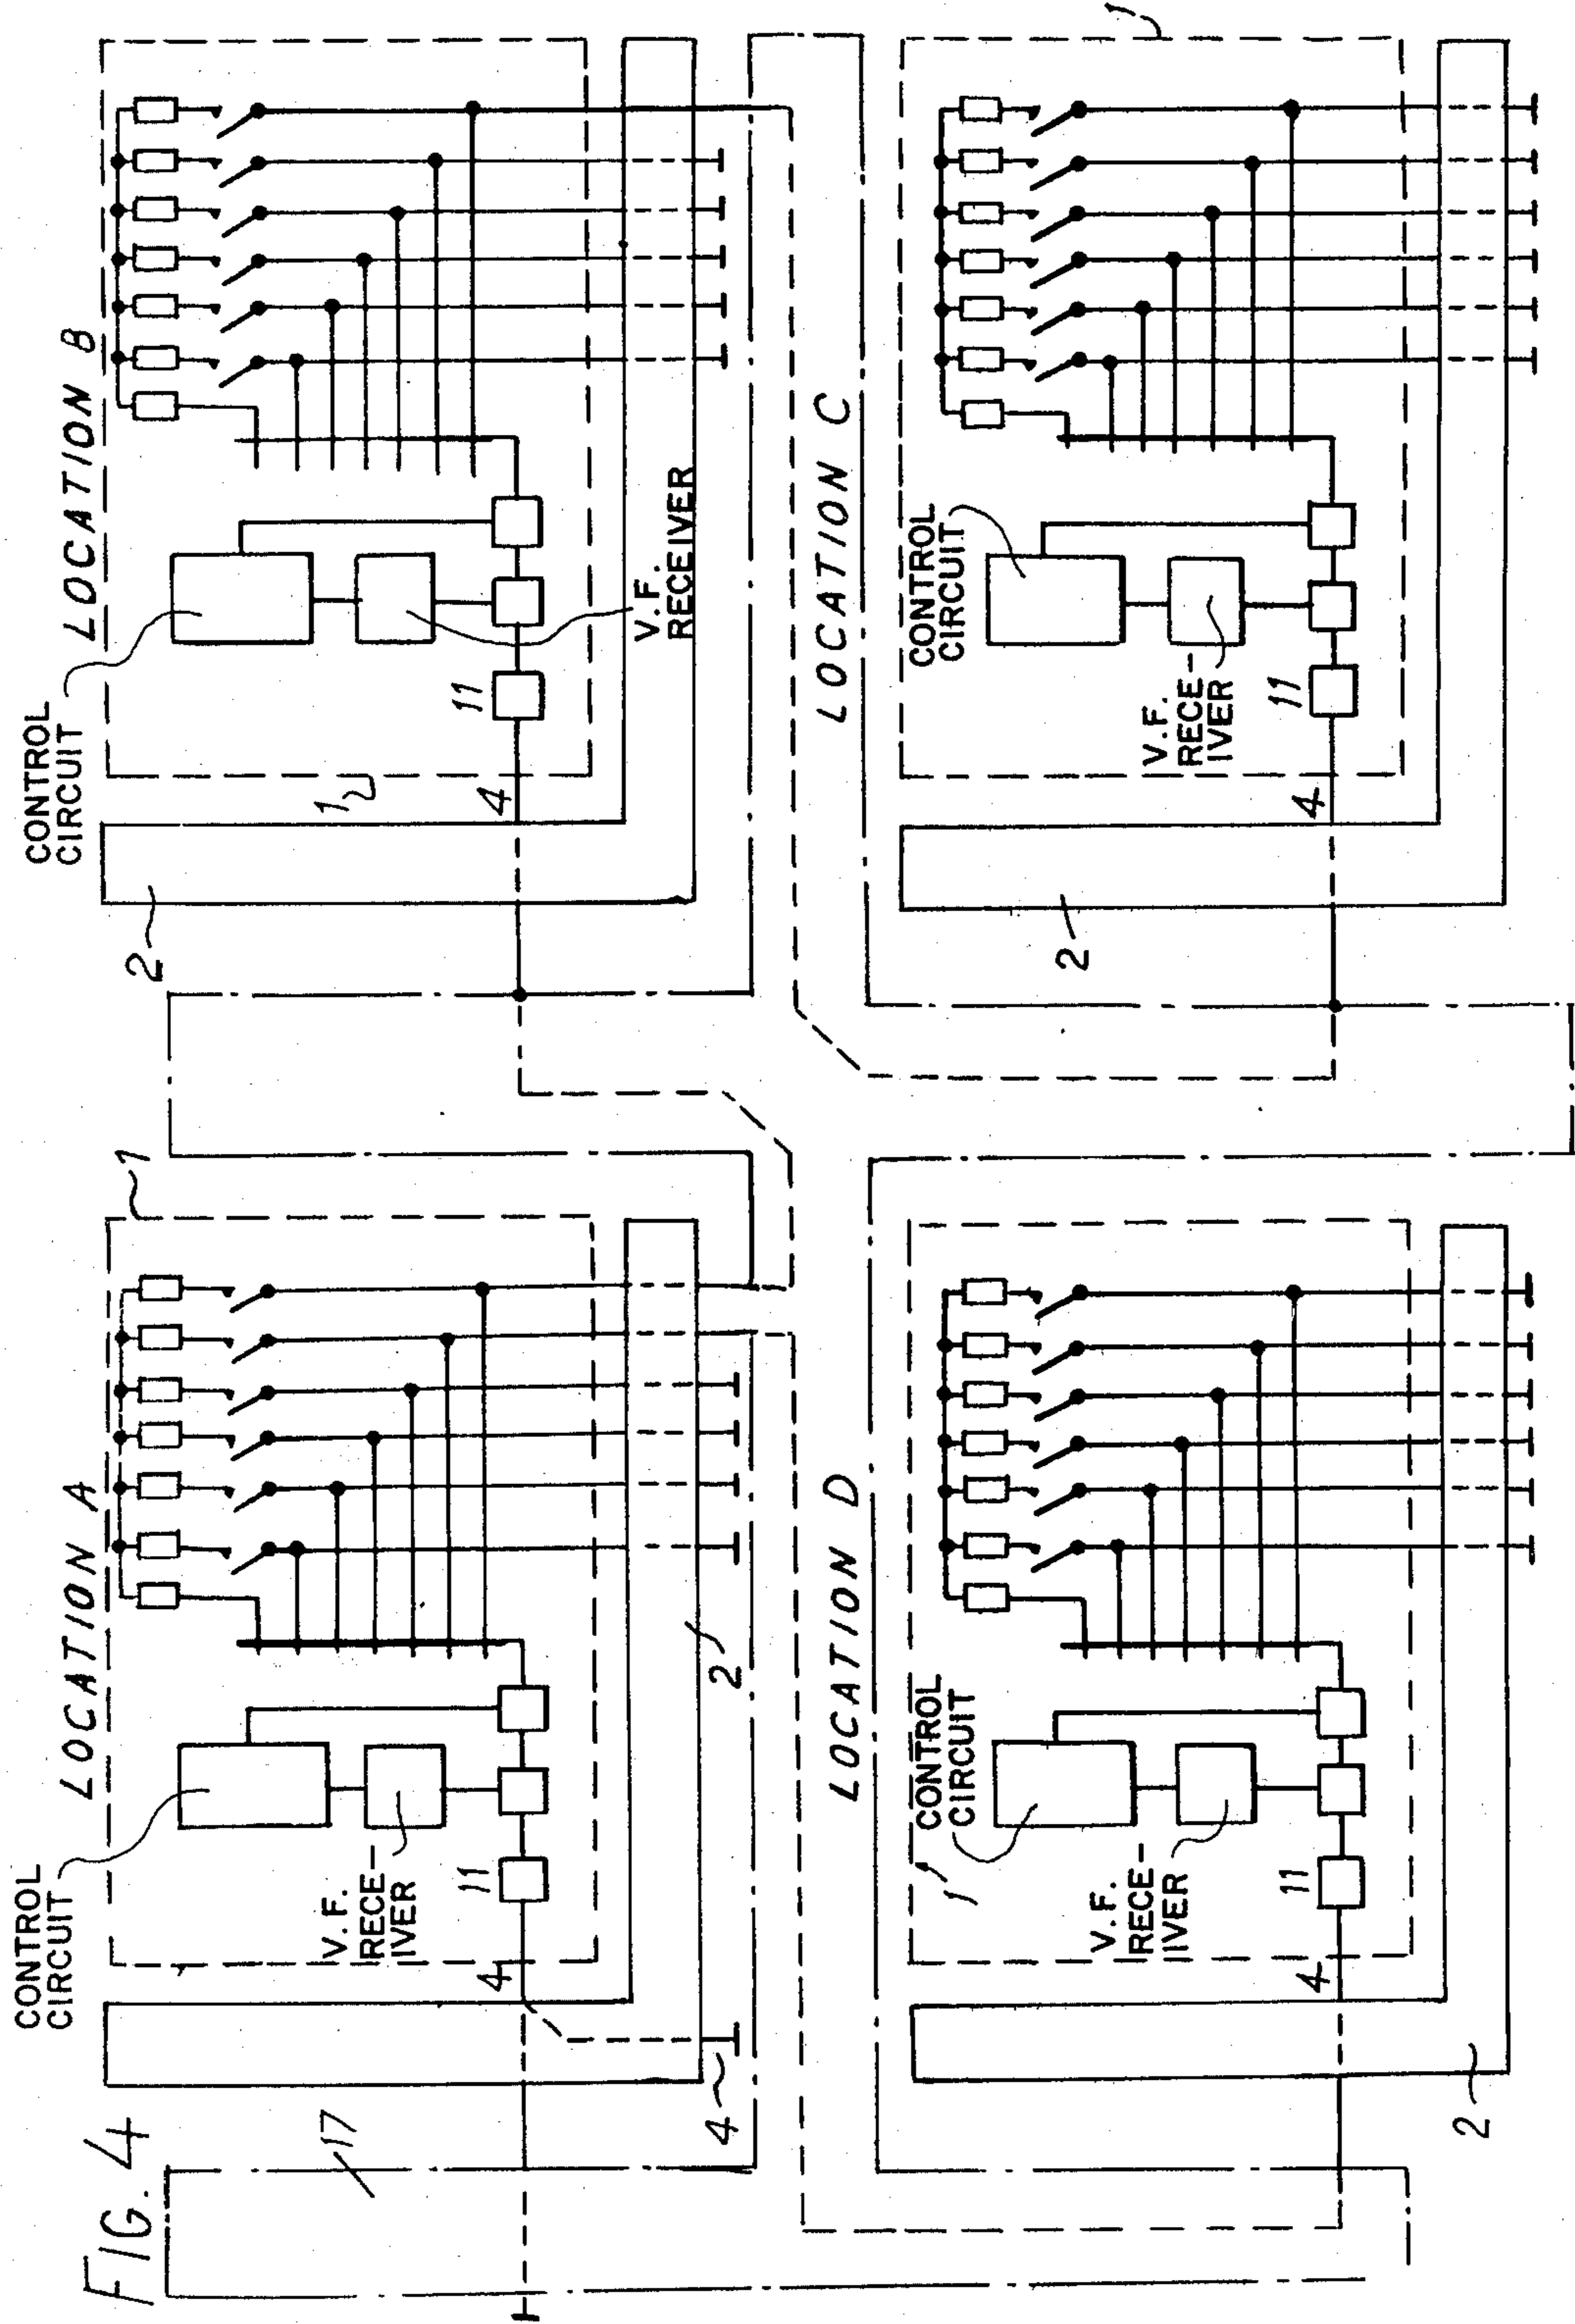 FIG. 4
17
LOCATION A
CONTROL
CIRCUIT
V.F.
RECE-
IVER
11
4
4
1
2
LOCATION B
CONTROL
CIRCUIT
V.F.
RECEIVER
11
4
1
2
LOCATION D
CONTROL
CIRCUIT
V.F.
RECE-
IVER
11
4
1
2
LOCATION C
CONTROL
CIRCUIT
V.F.
RECE-
IVER
11
4
1
2